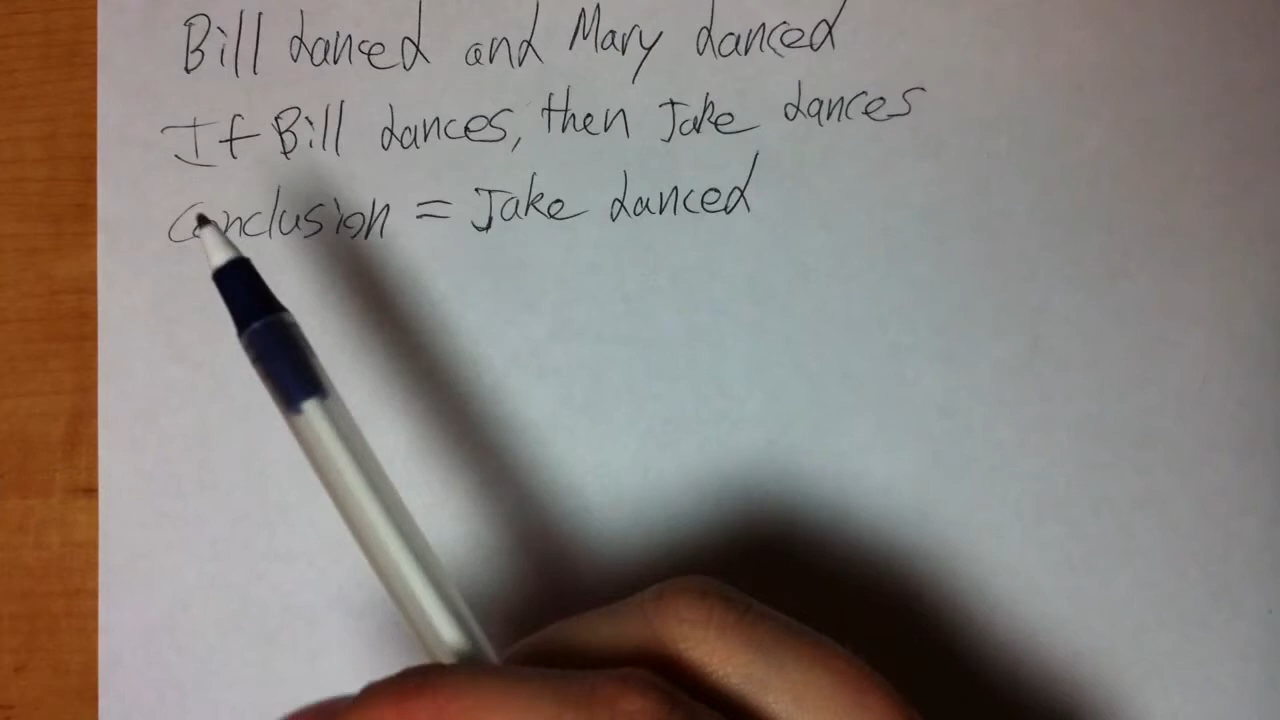 Bill danced and Mary danced
If Bill dances, then Jake dances
Conclusion = Jake danced